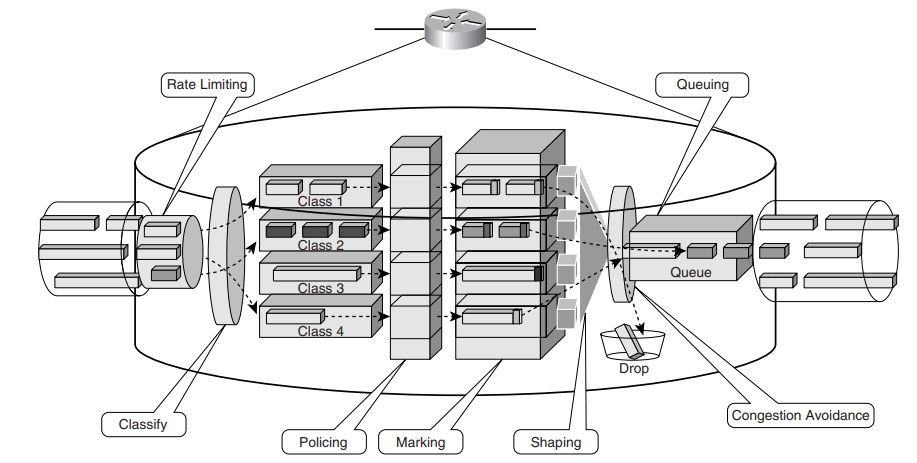 Rate Limiting
Queuing
Class 1
Class 2
Class 3
Class 4
Queue
Drop
Classify
Policing
Marking
Shaping
Congestion Avoidance